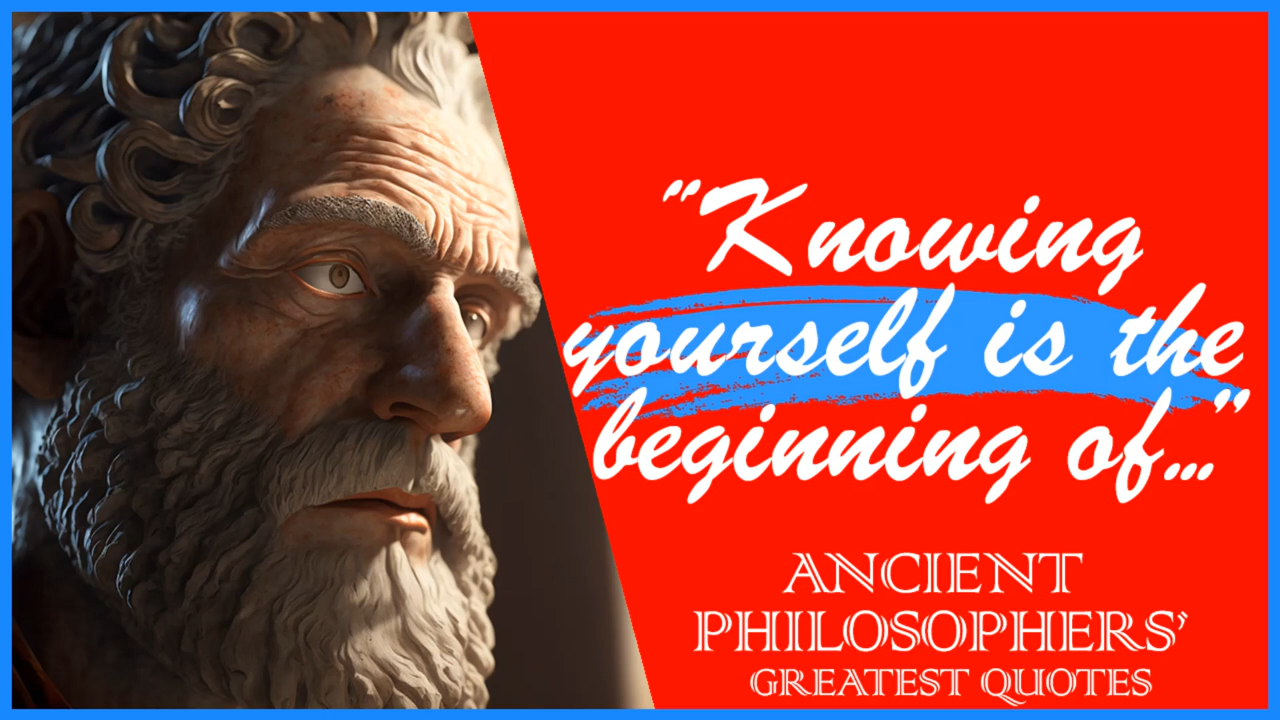 "Knowing
yourself is the
beginning of..."
ANCIENT
PHILOSOPHERS'
GREATEST QUOTES